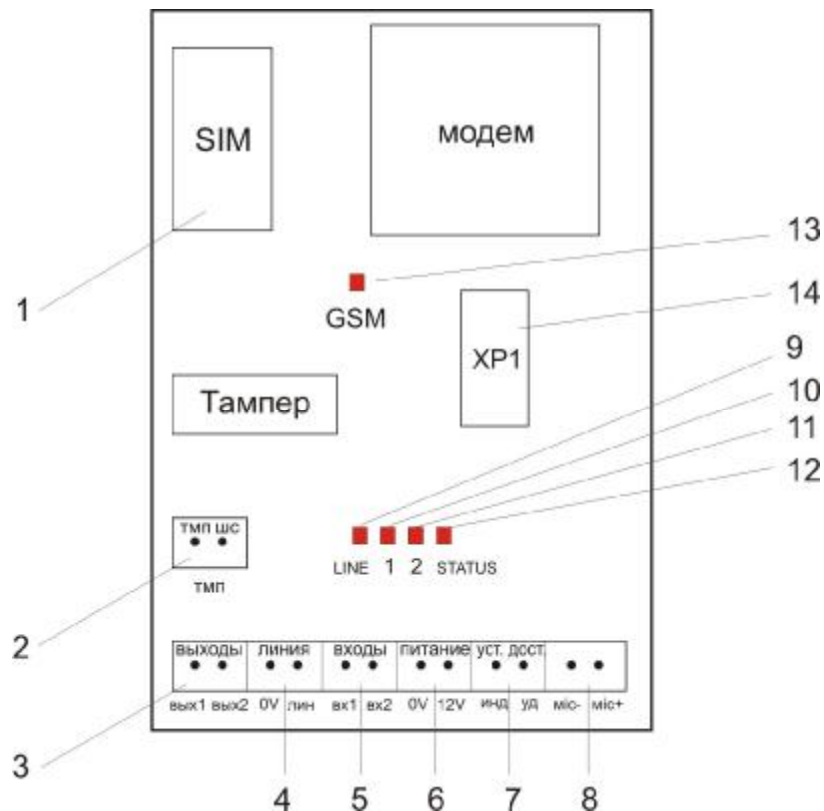 SIM
модем
13
1
GSM
14
XP1
9
Тампер
10
11
12
тмп шс
LINE 1 2 STATUS
тмп
2
выходы линия входы питание уст. дост.
вых1 вых2 0V лин вх1 вх2 0V 12V инд уд mic- mic+
3
4 5 6 7 8